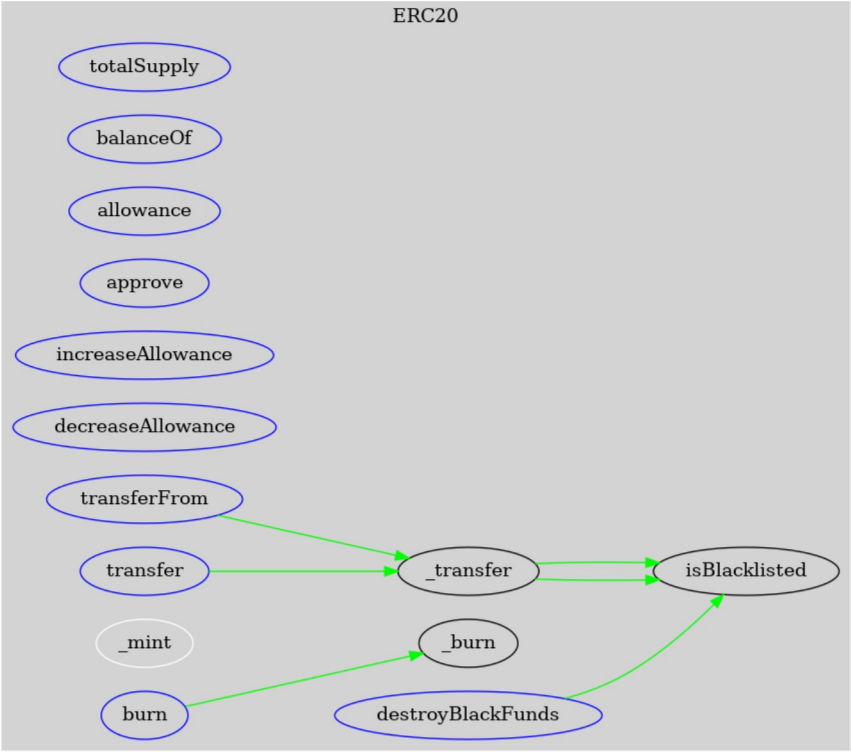 ERC20
totalSupply
balanceOf
allowance
approve
increaseAllowance
decreaseAllowance
transferFrom
transfer
_transfer
isBlacklisted
_mint
_burn
burn
destroyBlackFunds